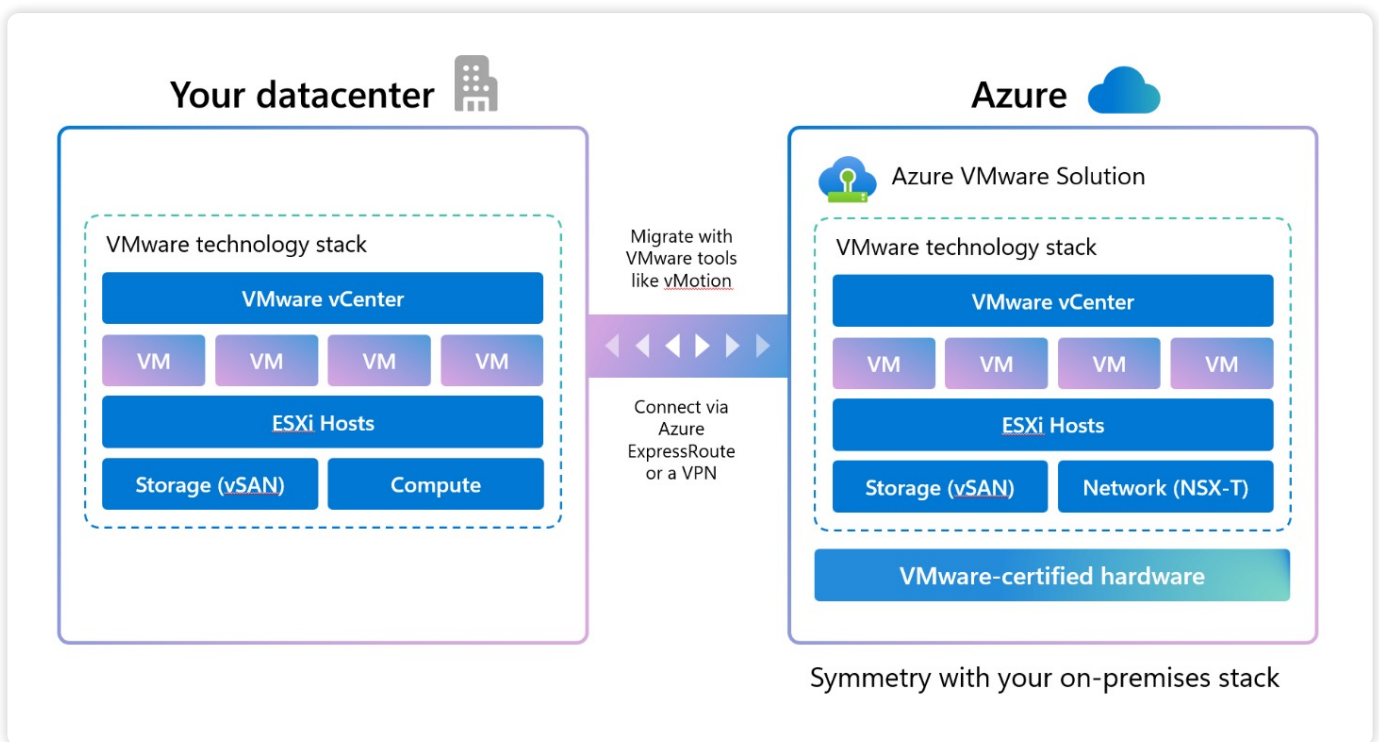 Your datacenter
VMware technology stack
VMware vCenter
VM VM VM VM
ESXi Hosts
Storage (vSAN) Compute
Migrate with
VMware tools
like vMotion
Connect via
Azure
ExpressRoute
or a VPN
Azure
Azure VMware Solution
VMware technology stack
VMware vCenter
VM VM VM VM
ESXi Hosts
Storage (vSAN) Network (NSX-T)
VMware-certified hardware
Symmetry with your on-premises stack